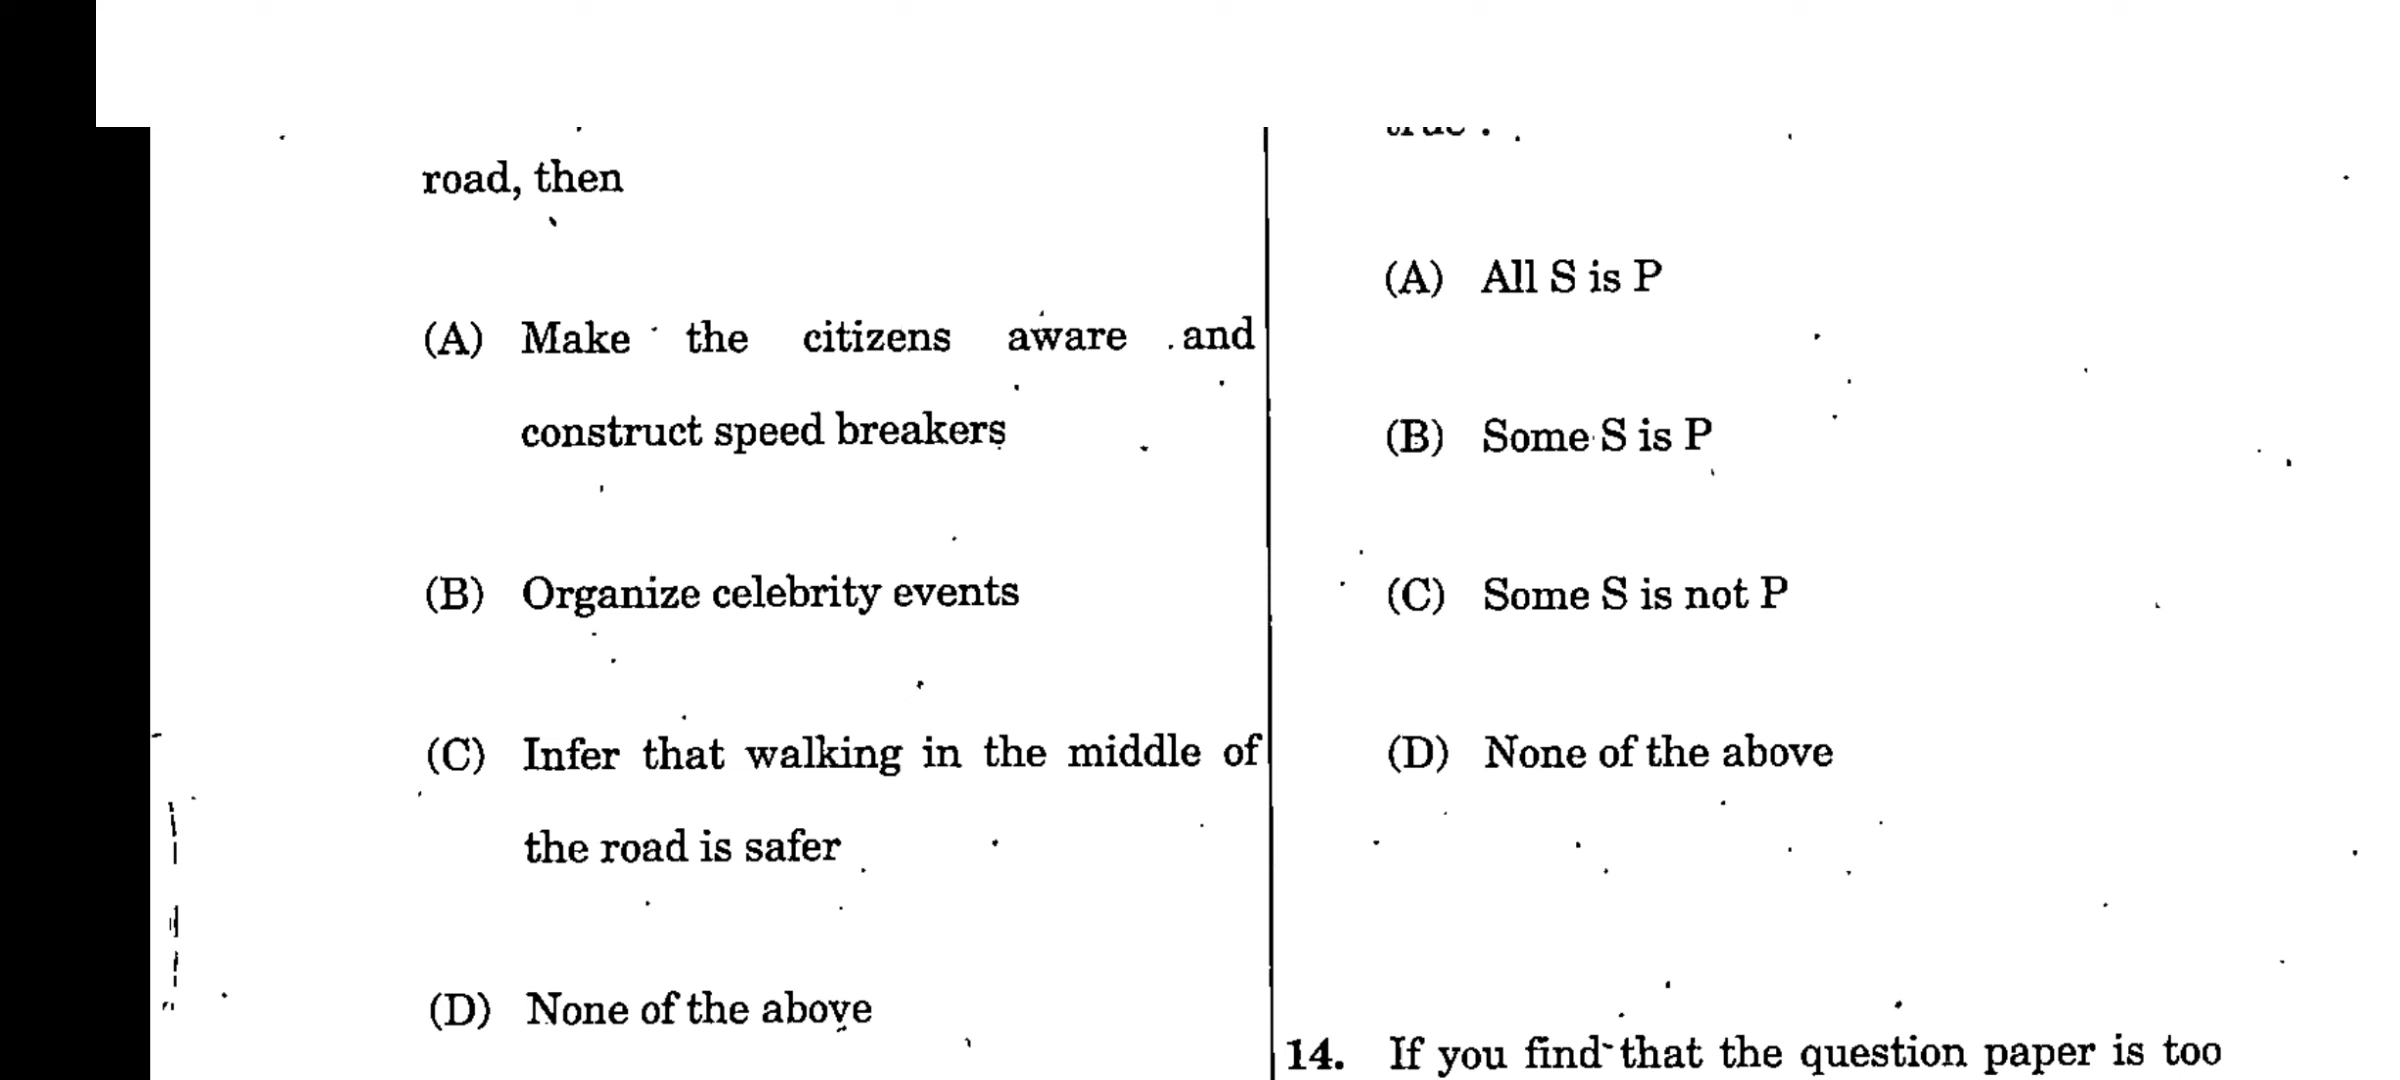 road, then
(A) Make the citizens aware and
construct speed breakers
(B) Organize celebrity events
(C) Infer that walking in the middle of
the road is safer
(D) None of the above
(A) All S is P
(B) Some S is P
(C) Some S is not P
(D) None of the above
14. If you find that the question paper is too